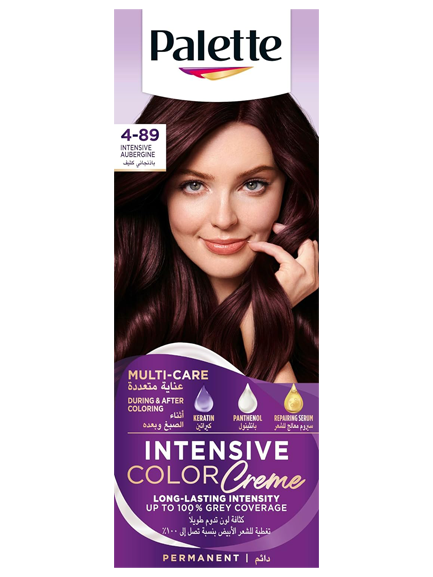 Palette
4-89
INTENSIVE
AUBERGINE
باذنجاني كثيف
MULTI-CARE
عناية متعددة
DURING & AFTER
COLORING
أثناء
الصبغ وبعده
KERATIN
كيراتين
PANTHENOL
بانثينول
REPAIRING SERUM
سيروم معالج للشعر
INTENSIVE
COLOR Creme
LONG-LASTING INTENSITY
UP TO 100% GREY COVERAGE
كثافة لون تدوم طويلاً
تغطية للشعر الأبيض بنسبة تصل إلى ١٠٠٪
PERMANENT | دائم